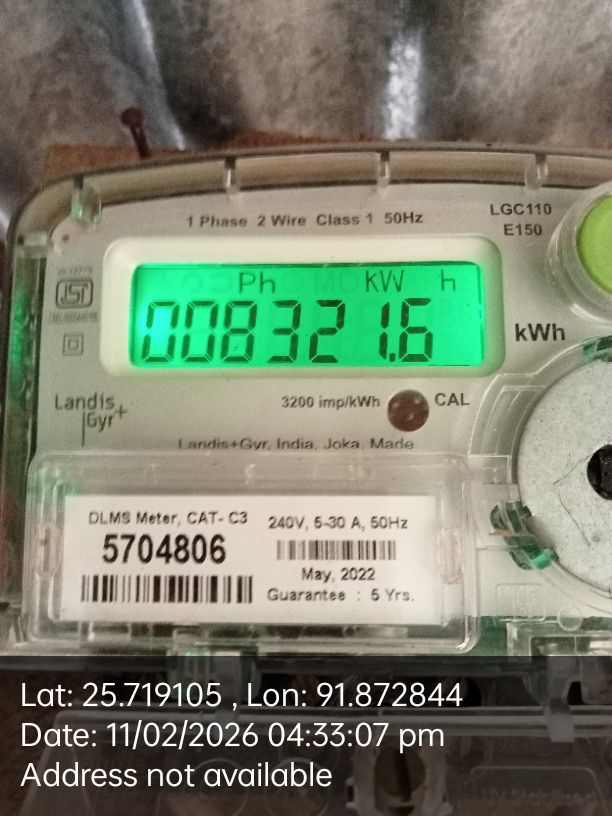 1 Phase 2 Wire Class 1 50Hz
LGC110
E150
Ph KW h
008321.6
kWh
Landis
Gyr+
3200 imp/kWh CAL
Landis+Gyr, India, Joka, Made
DLMS Meter, CAT- C3
5704806
240V, 5-30 A, 50Hz
May, 2022
Guarantee : 5 Yrs.
Lat: 25.719105 , Lon: 91.872844
Date: 11/02/2026 04:33:07 pm
Address not available